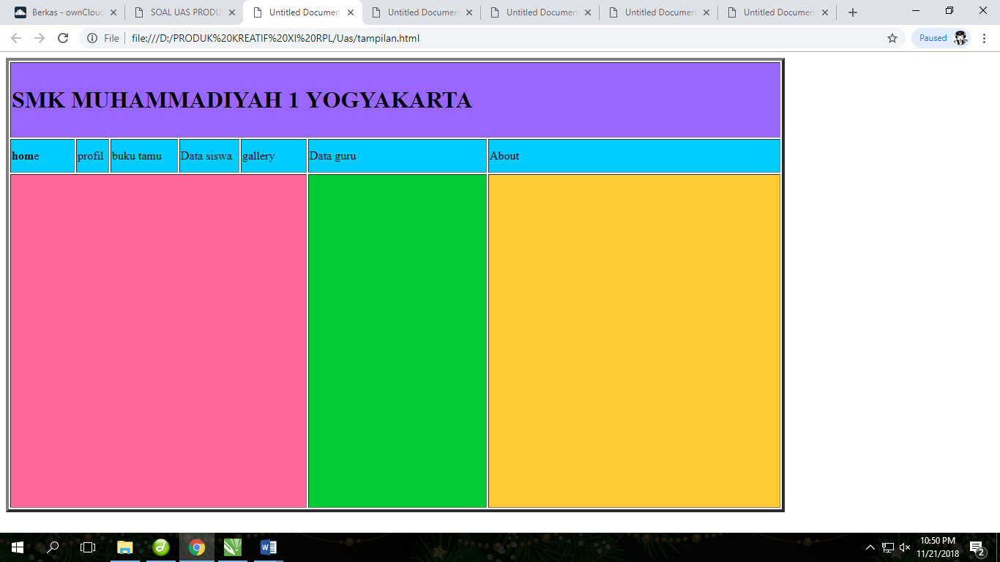 Berkas - ownCloud
SOAL UAS PRODU
Untitled Documen
Untitled Documen
Untitled Documen
Untitled Documen
Untitled Documen
File
file:///D:/PRODUK%20KREATIF%20XI%20RPL/Uas/tampilan.html
Paused
SMK MUHAMMADIYAH 1 YOGYAKARTA
home profil buku tamu Data siswa gallery Data guru About
10:50 PM
11/21/2018
2